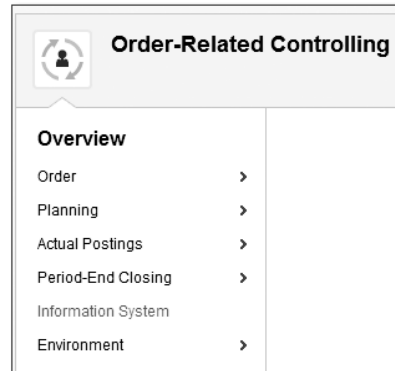 Order-Related Controlling
Overview
Order
Planning
Actual Postings
Period-End Closing
Information System
Environment